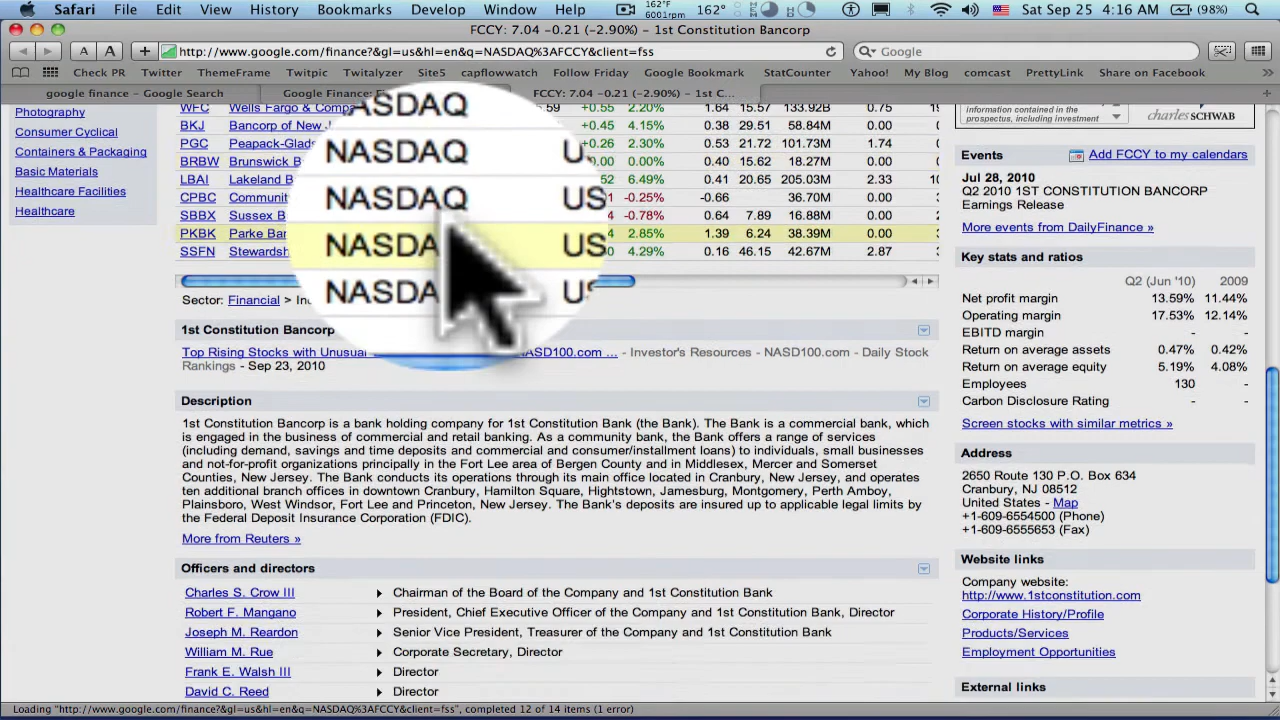 Safari File Edit View History Bookmarks Develop Window Help 162°F 6001rpm 162° Sat Sep 25 4:16 AM (98%)
FCCY: 7.04 -0.21 (-2.90%) - 1st Constitution Bancorp
A A + http://www.google.com/finance?&gl=us&hl=en&q=NASDAQ%3AFCCY&client=fss Google
Check PR Twitter ThemeFrame Twitpic Twitalyzer Site5 capflowwatch Follow Friday Google Bookmark StatCounter Yahoo! My Blog comcast PrettyLink Share on Facebook
google finance - Google Search Google Finance: FCCY: 7.04 -0.21 (-2.90%) - 1st C...
Photography
Consumer Cyclical
Containers & Packaging
Basic Materials
Healthcare Facilities
Healthcare
WFC Wells Fargo & Compa +0.55 2.20% 1.64 15.57 133.92B 0.75
BKJ Bancorp of New +0.45 4.15% 0.38 29.51 58.84M 0.00
PGC Peapack-Glads +0.26 2.30% 0.53 21.72 101.73M 1.74
BRBW Brunswick B 0.00% 0.40 15.62 18.27M 0.00
LBAI Lakeland B 6.49% 0.41 20.65 205.03M 2.33
CPBC Communit -0.25% -0.66 36.70M 0.00
SBBX Sussex B -0.78% 0.64 7.89 16.88M 0.00
PKBK Parke Ban 2.85% 1.39 6.24 38.39M 0.00
SSFN Stewardsh 4.29% 0.16 46.15 42.67M 2.87
NASDAQ
NASDAQ
NASDAQ US
NASDA US
NASDA
Sector: Financial >
1st Constitution Bancorp
Top Rising Stocks with Unusual NASD100.com ... - Investor's Resources - NASD100.com - Daily Stock
Rankings - Sep 23, 2010
Description
1st Constitution Bancorp is a bank holding company for 1st Constitution Bank (the Bank). The Bank is a commercial bank, which
is engaged in the business of commercial and retail banking. As a community bank, the Bank offers a range of services
(including demand, savings and time deposits and commercial and consumer/installment loans) to individuals, small businesses
and not-for-profit organizations principally in the Fort Lee area of Bergen County and in Middlesex, Mercer and Somerset
Counties, New Jersey. The Bank conducts its operations through its main office located in Cranbury, New Jersey, and operates
ten additional branch offices in downtown Cranbury, Hamilton Square, Hightstown, Jamesburg, Montgomery, Perth Amboy,
Plainsboro, West Windsor, Fort Lee and Princeton, New Jersey. The Bank's deposits are insured up to applicable legal limits by
the Federal Deposit Insurance Corporation (FDIC).
More from Reuters »
Officers and directors
Charles S. Crow III Chairman of the Board of the Company and 1st Constitution Bank
Robert F. Mangano President, Chief Executive Officer of the Company and 1st Constitution Bank, Director
Joseph M. Reardon Senior Vice President, Treasurer of the Company and 1st Constitution Bank
William M. Rue Corporate Secretary, Director
Frank E. Walsh III Director
David C. Reed Director
information contained in the
prospectus, including investment
charles SCHWAB
Events Add FCCY to my calendars
Jul 28, 2010
Q2 2010 1ST CONSTITUTION BANCORP
Earnings Release
More events from DailyFinance »
Key stats and ratios
Q2 (Jun '10) 2009
Net profit margin 13.59% 11.44%
Operating margin 17.53% 12.14%
EBITD margin - -
Return on average assets 0.47% 0.42%
Return on average equity 5.19% 4.08%
Employees 130 -
Carbon Disclosure Rating - -
Screen stocks with similar metrics »
Address
2650 Route 130 P.O. Box 634
Cranbury, NJ 08512
United States - Map
+1-609-6554500 (Phone)
+1-609-6555653 (Fax)
Website links
Company website:
http://www.1stconstitution.com
Corporate History/Profile
Products/Services
Employment Opportunities
External links
Loading "http://www.google.com/finance?&gl=us&hl=en&q=NASDAQ%3AFCCY&client=fss", completed 12 of 14 items (1 error)